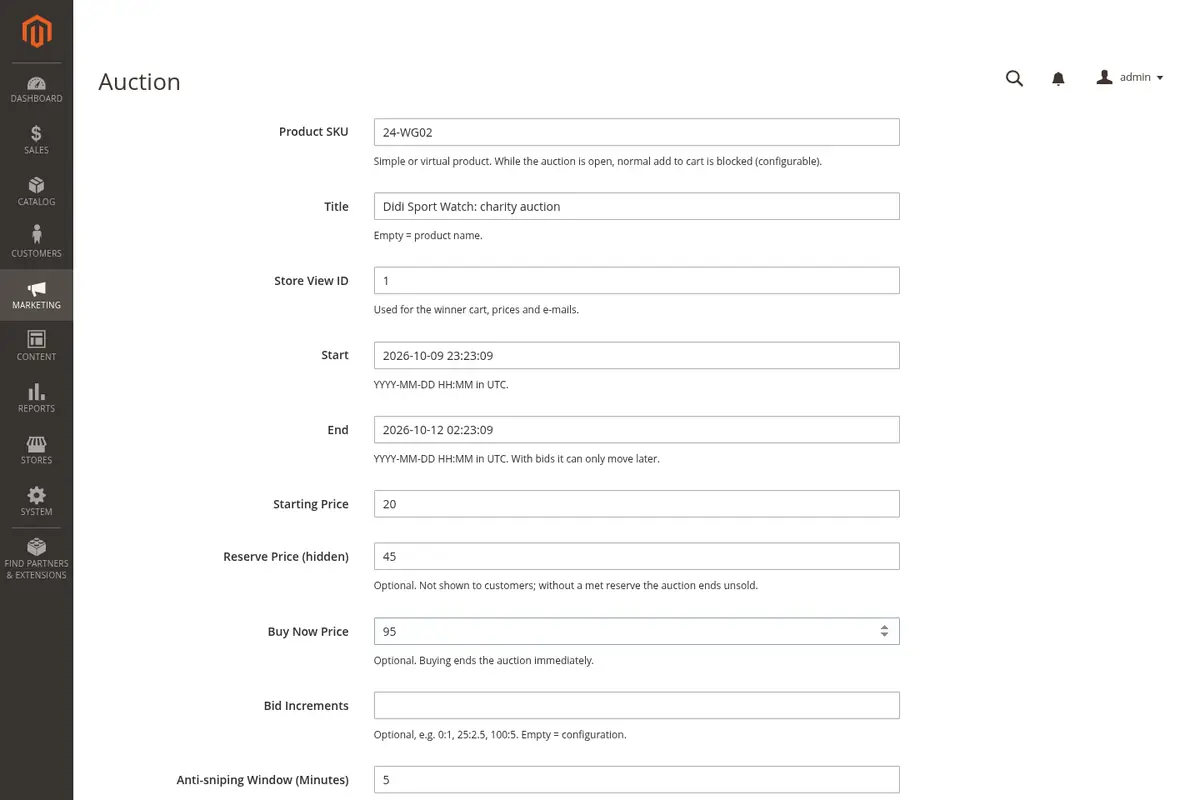 Auction
admin
DASHBOARD
SALES
CATALOG
CUSTOMERS
MARKETING
CONTENT
REPORTS
STORES
SYSTEM
FIND PARTNERS
& EXTENSIONS
Product SKU
24-WG02
Simple or virtual product. While the auction is open, normal add to cart is blocked (configurable).
Title
Didi Sport Watch: charity auction
Empty = product name.
Store View ID
1
Used for the winner cart, prices and e-mails.
Start
2026-10-09 23:23:09
YYYY-MM-DD HH:MM in UTC.
End
2026-10-12 02:23:09
YYYY-MM-DD HH:MM in UTC. With bids it can only move later.
Starting Price
20
Reserve Price (hidden)
45
Optional. Not shown to customers; without a met reserve the auction ends unsold.
Buy Now Price
95
Optional. Buying ends the auction immediately.
Bid Increments
Optional, e.g. 0:1, 25:2.5, 100:5. Empty = configuration.
Anti-sniping Window (Minutes)
5